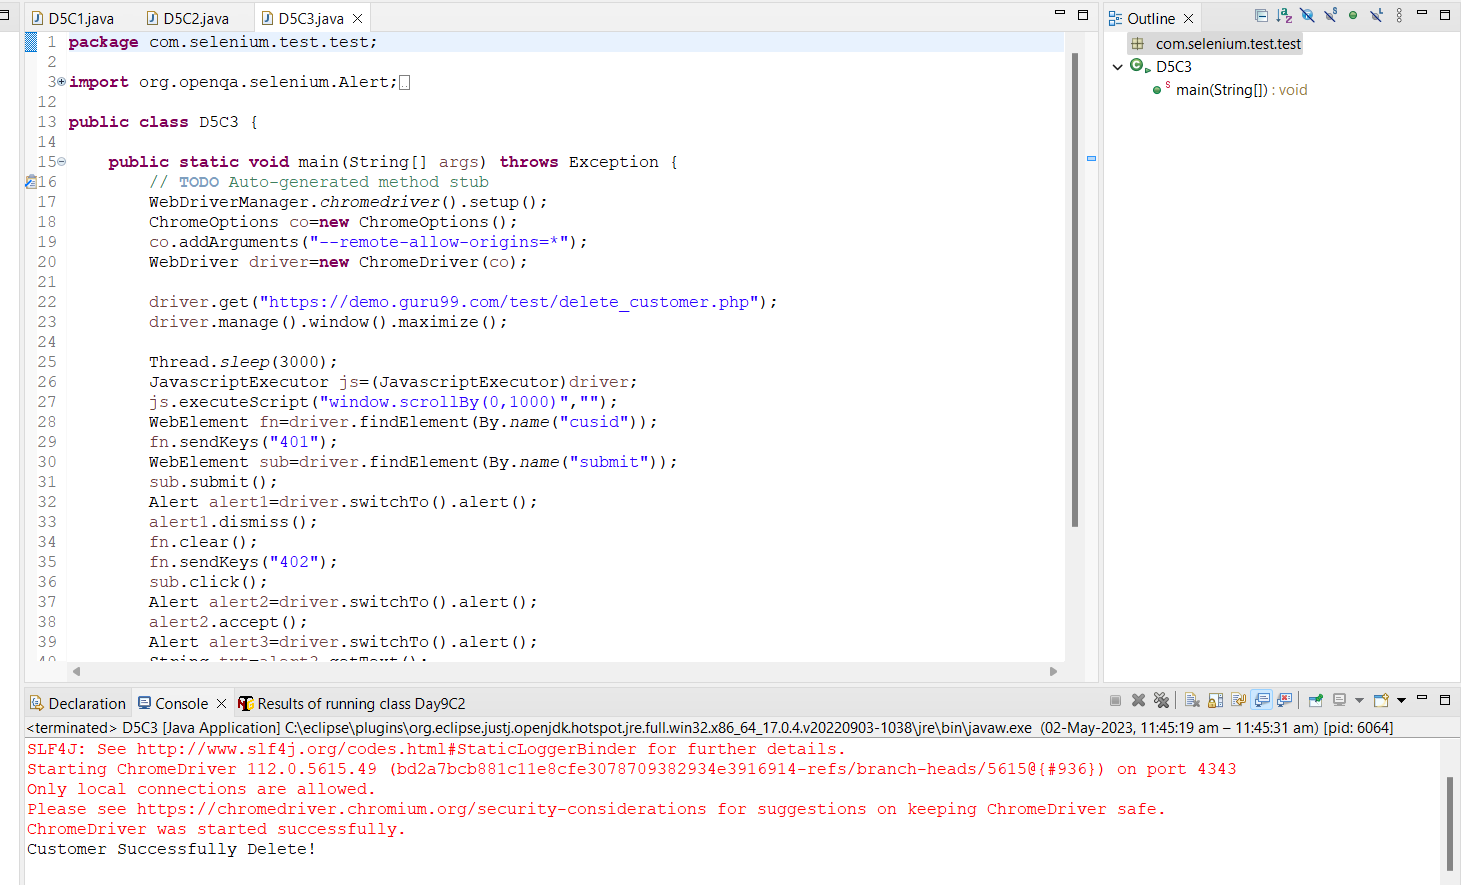 D5C1.java D5C2.java D5C3.java
1 package com.selenium.test.test;
2
3 import org.openqa.selenium.Alert;
12
13 public class D5C3 {
14
15 public static void main(String[] args) throws Exception {
16 // TODO Auto-generated method stub
17 WebDriverManager.chromedriver().setup();
18 ChromeOptions co=new ChromeOptions();
19 co.addArguments("--remote-allow-origins=*");
20 WebDriver driver=new ChromeDriver(co);
21
22 driver.get("https://demo.guru99.com/test/delete_customer.php");
23 driver.manage().window().maximize();
24
25 Thread.sleep(3000);
26 JavascriptExecutor js=(JavascriptExecutor)driver;
27 js.executeScript("window.scrollBy(0,1000)","");
28 WebElement fn=driver.findElement(By.name("cusid"));
29 fn.sendKeys("401");
30 WebElement sub=driver.findElement(By.name("submit"));
31 sub.submit();
32 Alert alert1=driver.switchTo().alert();
33 alert1.dismiss();
34 fn.clear();
35 fn.sendKeys("402");
36 sub.click();
37 Alert alert2=driver.switchTo().alert();
38 alert2.accept();
39 Alert alert3=driver.switchTo().alert();
Outline
com.selenium.test.test
D5C3
main(String[]) : void
Declaration Console Results of running class Day9C2
<terminated> D5C3 [Java Application] C:\eclipse\plugins\org.eclipse.justj.openjdk.hotspot.jre.full.win32.x86_64_17.0.4.v20220903-1038\jre\bin\javaw.exe (02-May-2023, 11:45:19 am – 11:45:31 am) [pid: 6064]
SLF4J: See http://www.slf4j.org/codes.html#StaticLoggerBinder for further details.
Starting ChromeDriver 112.0.5615.49 (bd2a7bcb881c11e8cfe3078709382934e3916914-refs/branch-heads/5615@{#936}) on port 4343
Only local connections are allowed.
Please see https://chromedriver.chromium.org/security-considerations for suggestions on keeping ChromeDriver safe.
ChromeDriver was started successfully.
Customer Successfully Delete!